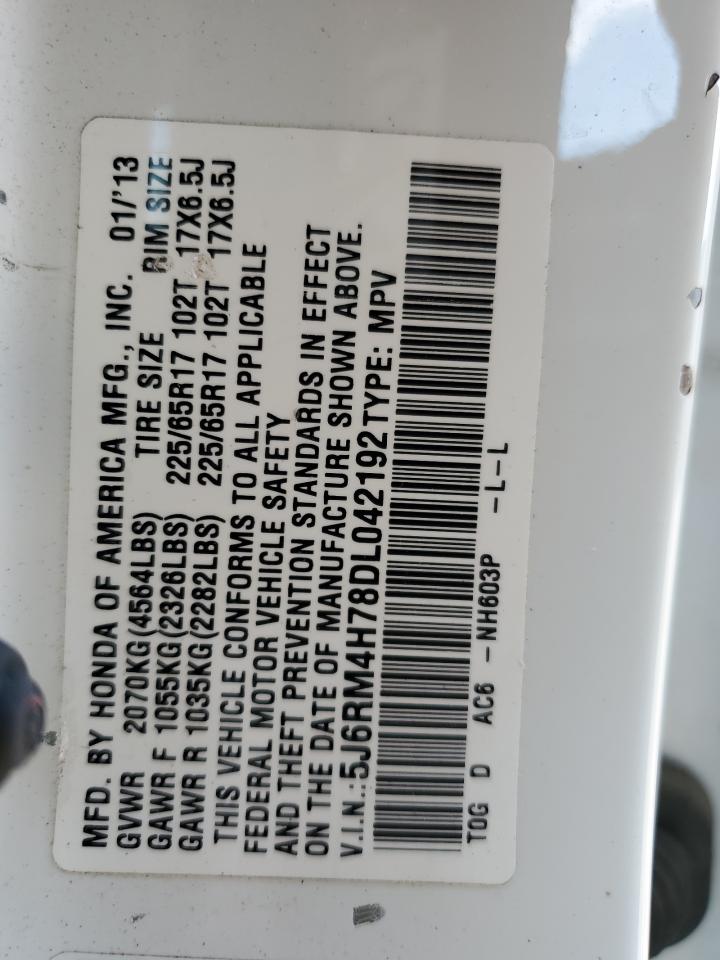 MFD. BY HONDA OF AMERICA MFG., INC. 01/'13
GVWR 2070KG(4564LBS) TIRE SIZE RIM SIZE
GAWR F 1055KG(2326LBS) 225/65R17 102T 17X6.5J
GAWR R 1035KG(2282LBS) 225/65R17 102T 17X6.5J
THIS VEHICLE CONFORMS TO ALL APPLICABLE
FEDERAL MOTOR VEHICLE SAFETY
AND THEFT PREVENTION STANDARDS IN EFFECT
ON THE DATE OF MANUFACTURE SHOWN ABOVE.
V.I.N.:5J6RM4H78DL042192 TYPE: MPV
TOG D AC6 -NH603P -L-L